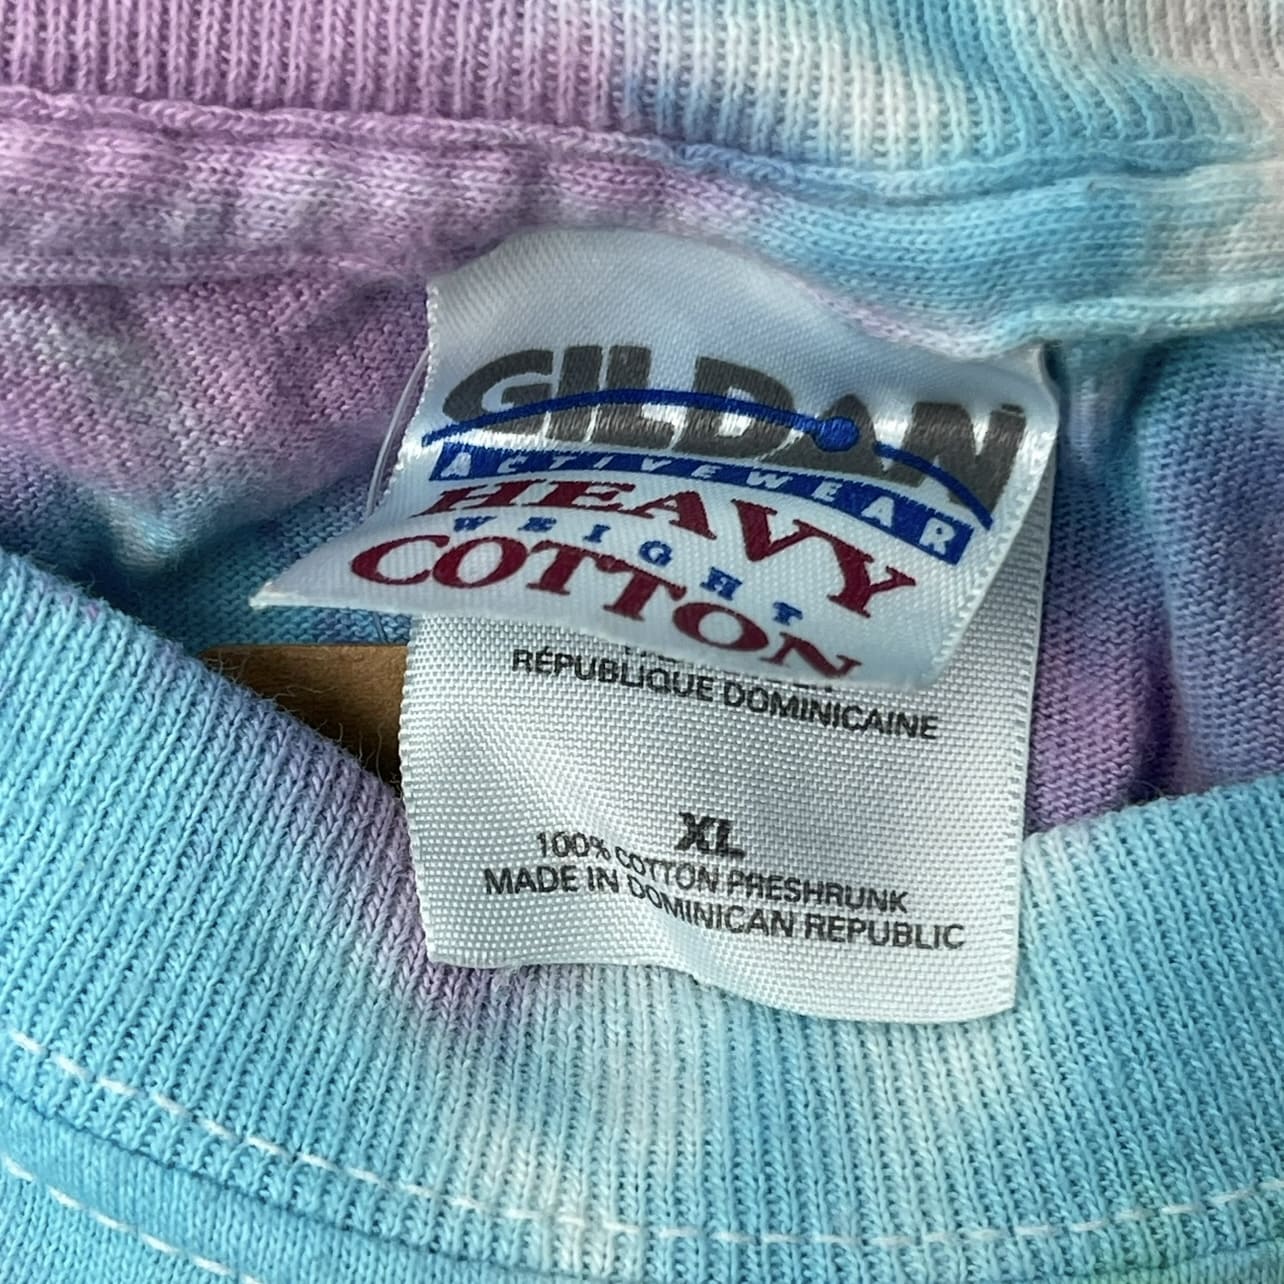 GILDAN
ACTIVEWEAR
HEAVY
WEIGHT
COTTON
RÉPUBLIQUE DOMINICAINE
XL
100% COTTON PRESHRUNK
MADE IN DOMINICAN REPUBLIC